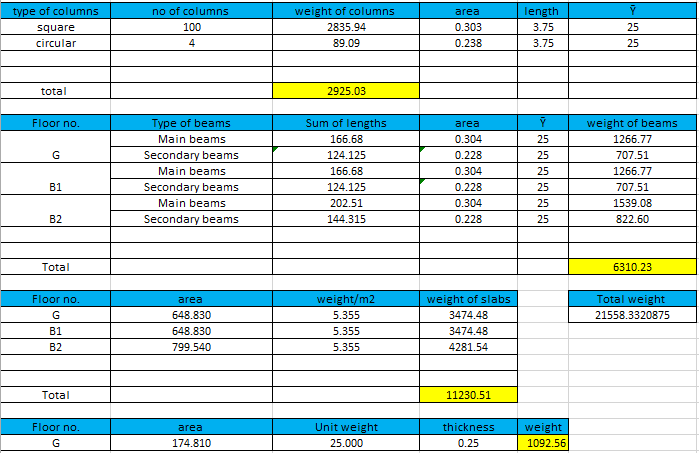 type of columns no of columns weight of columns area length Ȳ
square 100 2835.94 0.303 3.75 25
circular 4 89.09 0.238 3.75 25
total 2925.03
Floor no. Type of beams Sum of lengths area Ȳ weight of beams
Main beams 166.68 0.304 25 1266.77
G Secondary beams 124.125 0.228 25 707.51
Main beams 166.68 0.304 25 1266.77
B1 Secondary beams 124.125 0.228 25 707.51
Main beams 202.51 0.304 25 1539.08
B2 Secondary beams 144.315 0.228 25 822.60
Total 6310.23
Floor no. area weight/m2 weight of slabs Total weight
G 648.830 5.355 3474.48 21558.3320875
B1 648.830 5.355 3474.48
B2 799.540 5.355 4281.54
Total 11230.51
Floor no. area Unit weight thickness weight
G 174.810 25.000 0.25 1092.56